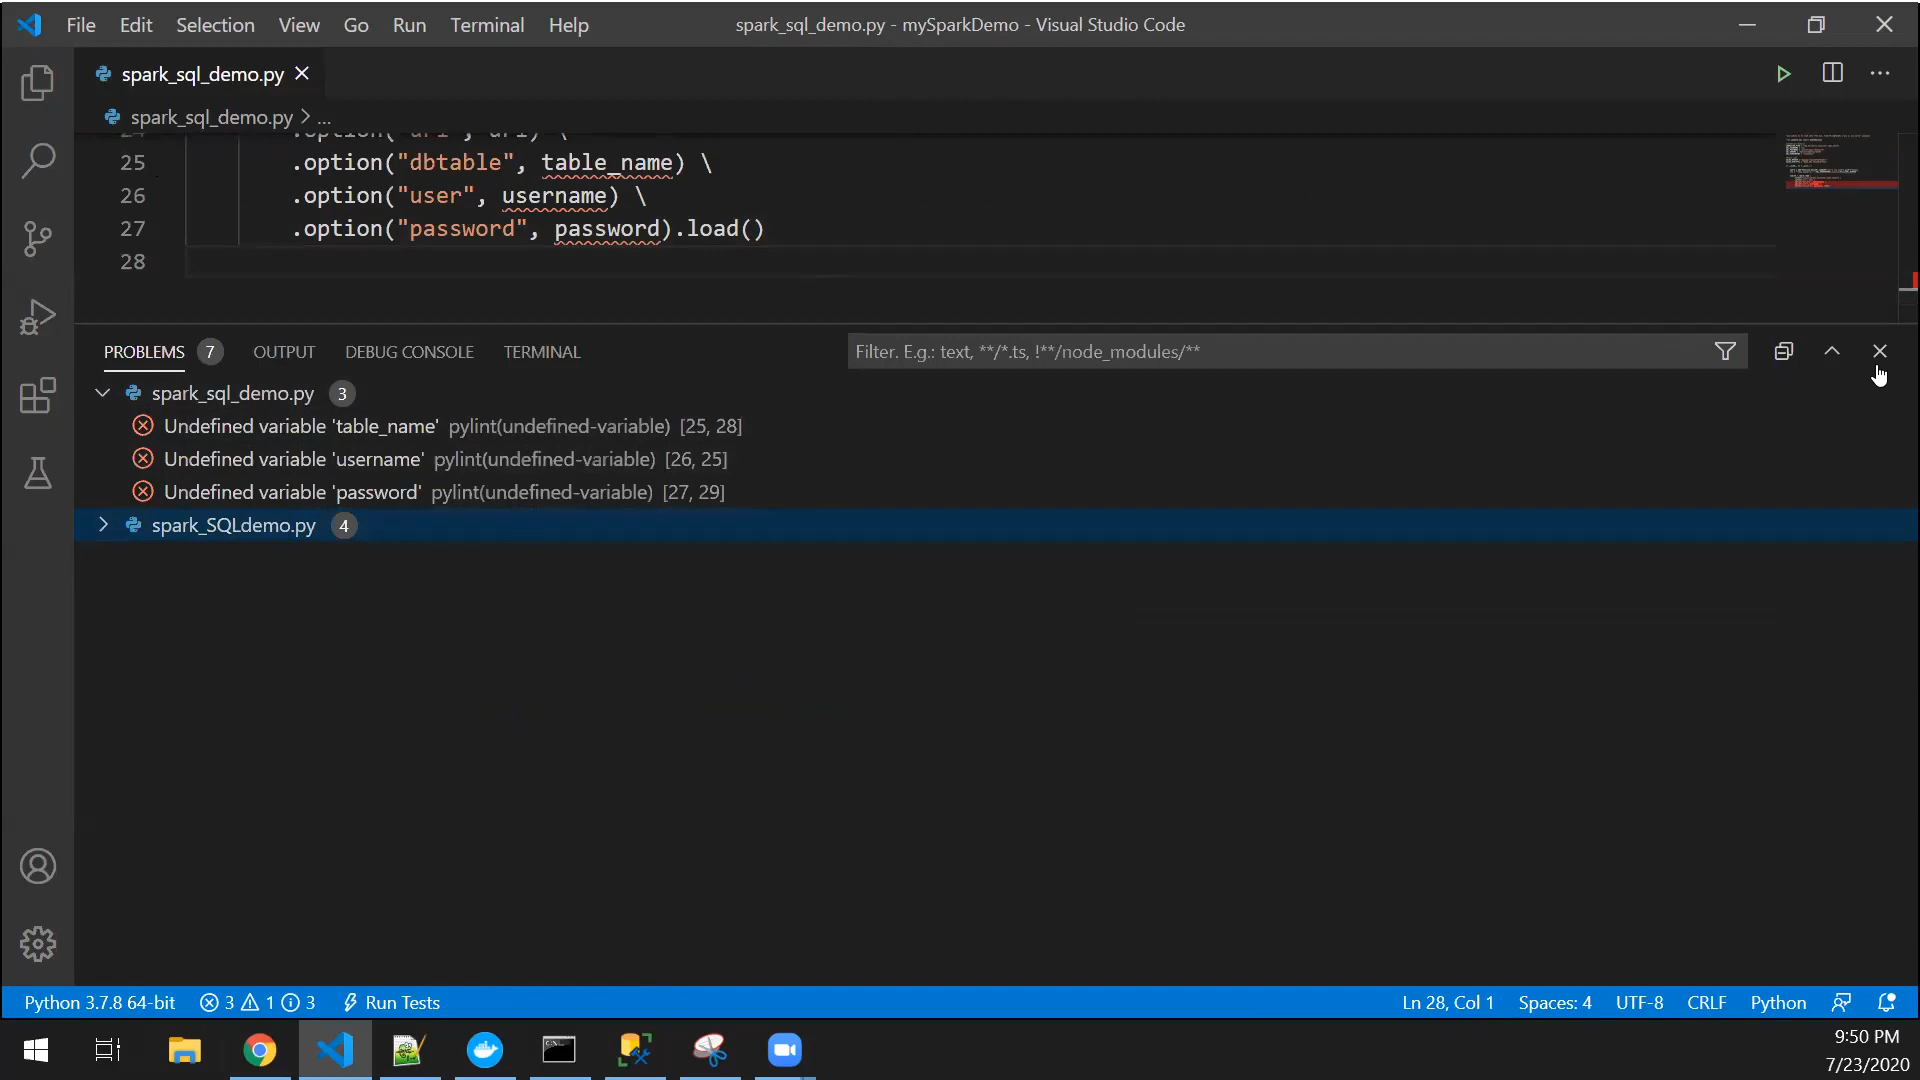 File Edit Selection View Go Run Terminal Help spark_sql_demo.py - mySparkDemo - Visual Studio Code
spark_sql_demo.py
spark_sql_demo.py > ...
25 .option("dbtable", table_name) \
26 .option("user", username) \
27 .option("password", password).load()
28
PROBLEMS 7 OUTPUT DEBUG CONSOLE TERMINAL Filter. E.g.: text, **/*.ts, !**/node_modules/**
spark_sql_demo.py 3
Undefined variable 'table_name' pylint(undefined-variable) [25, 28]
Undefined variable 'username' pylint(undefined-variable) [26, 25]
Undefined variable 'password' pylint(undefined-variable) [27, 29]
spark_SQLdemo.py 4
Python 3.7.8 64-bit 3 1 3 Run Tests Ln 28, Col 1 Spaces: 4 UTF-8 CRLF Python
9:50 PM
7/23/2020